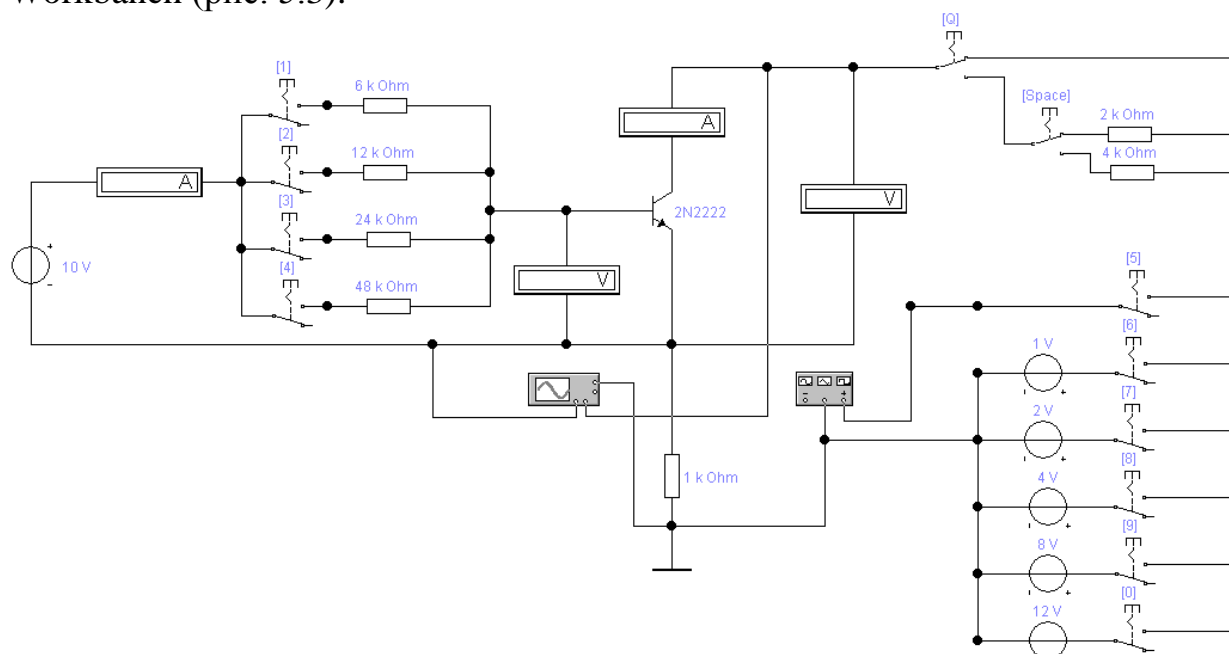 Workbahch (рис. 5.5).
[Q]
[1]
6 k Ohm
[Space]
2 k Ohm
A
[2]
12 k Ohm
4 k Ohm
A
[3]
V
2N2222
24 k Ohm
10 V
[4]
V
48 k Ohm
[5]
[6]
1 V
[7]
2 V
[8]
1 k Ohm
4 V
[9]
8 V
[0]
12 V